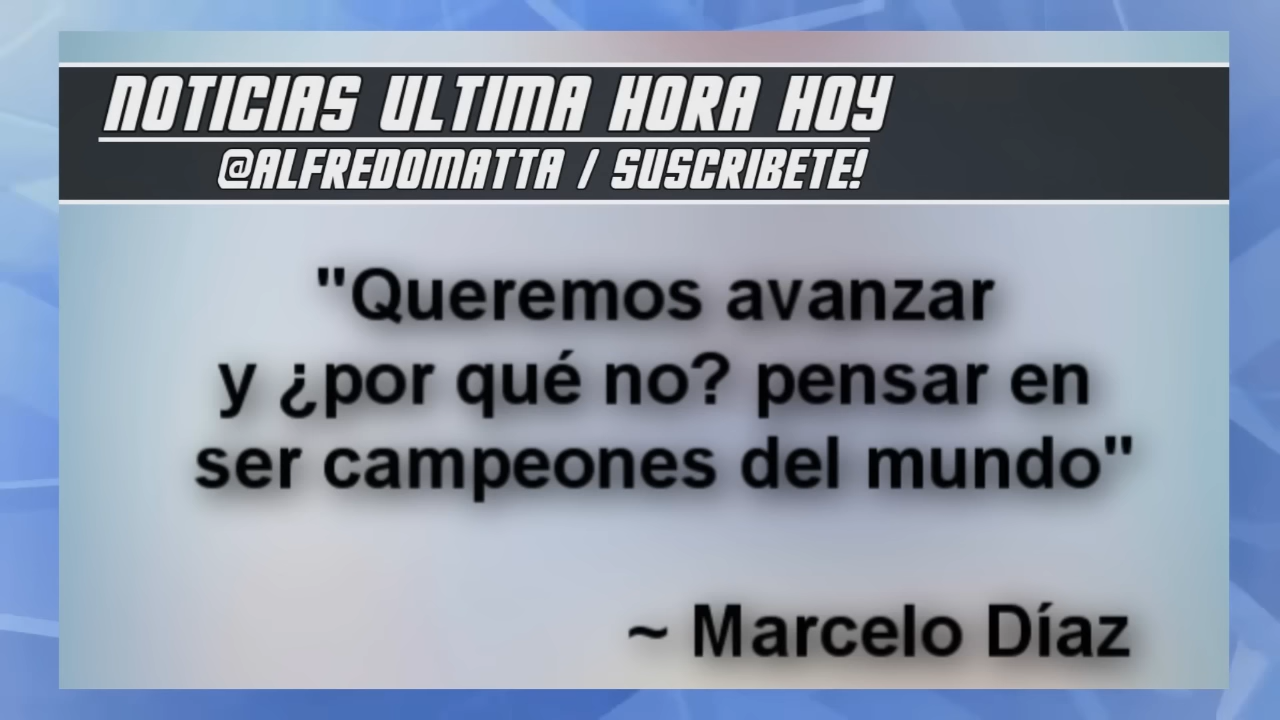 NOTICIAS ULTIMA HORA HOY
@ALFREDOMATTA / SUSCRIBETE!
"Queremos avanzar
y ¿por qué no? pensar en
ser campeones del mundo"
~ Marcelo Díaz